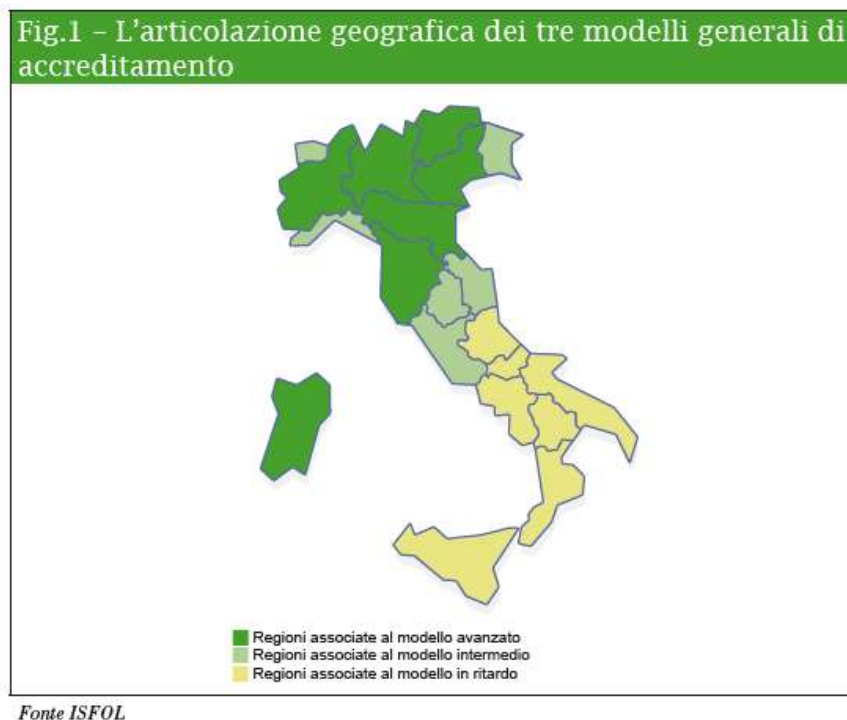 Fig.1 – L'articolazione geografica dei tre modelli generali di
accreditamento
Regioni associate al modello avanzato
Regioni associate al modello intermedio
Regioni associate al modello in ritardo
Fonte ISFOL